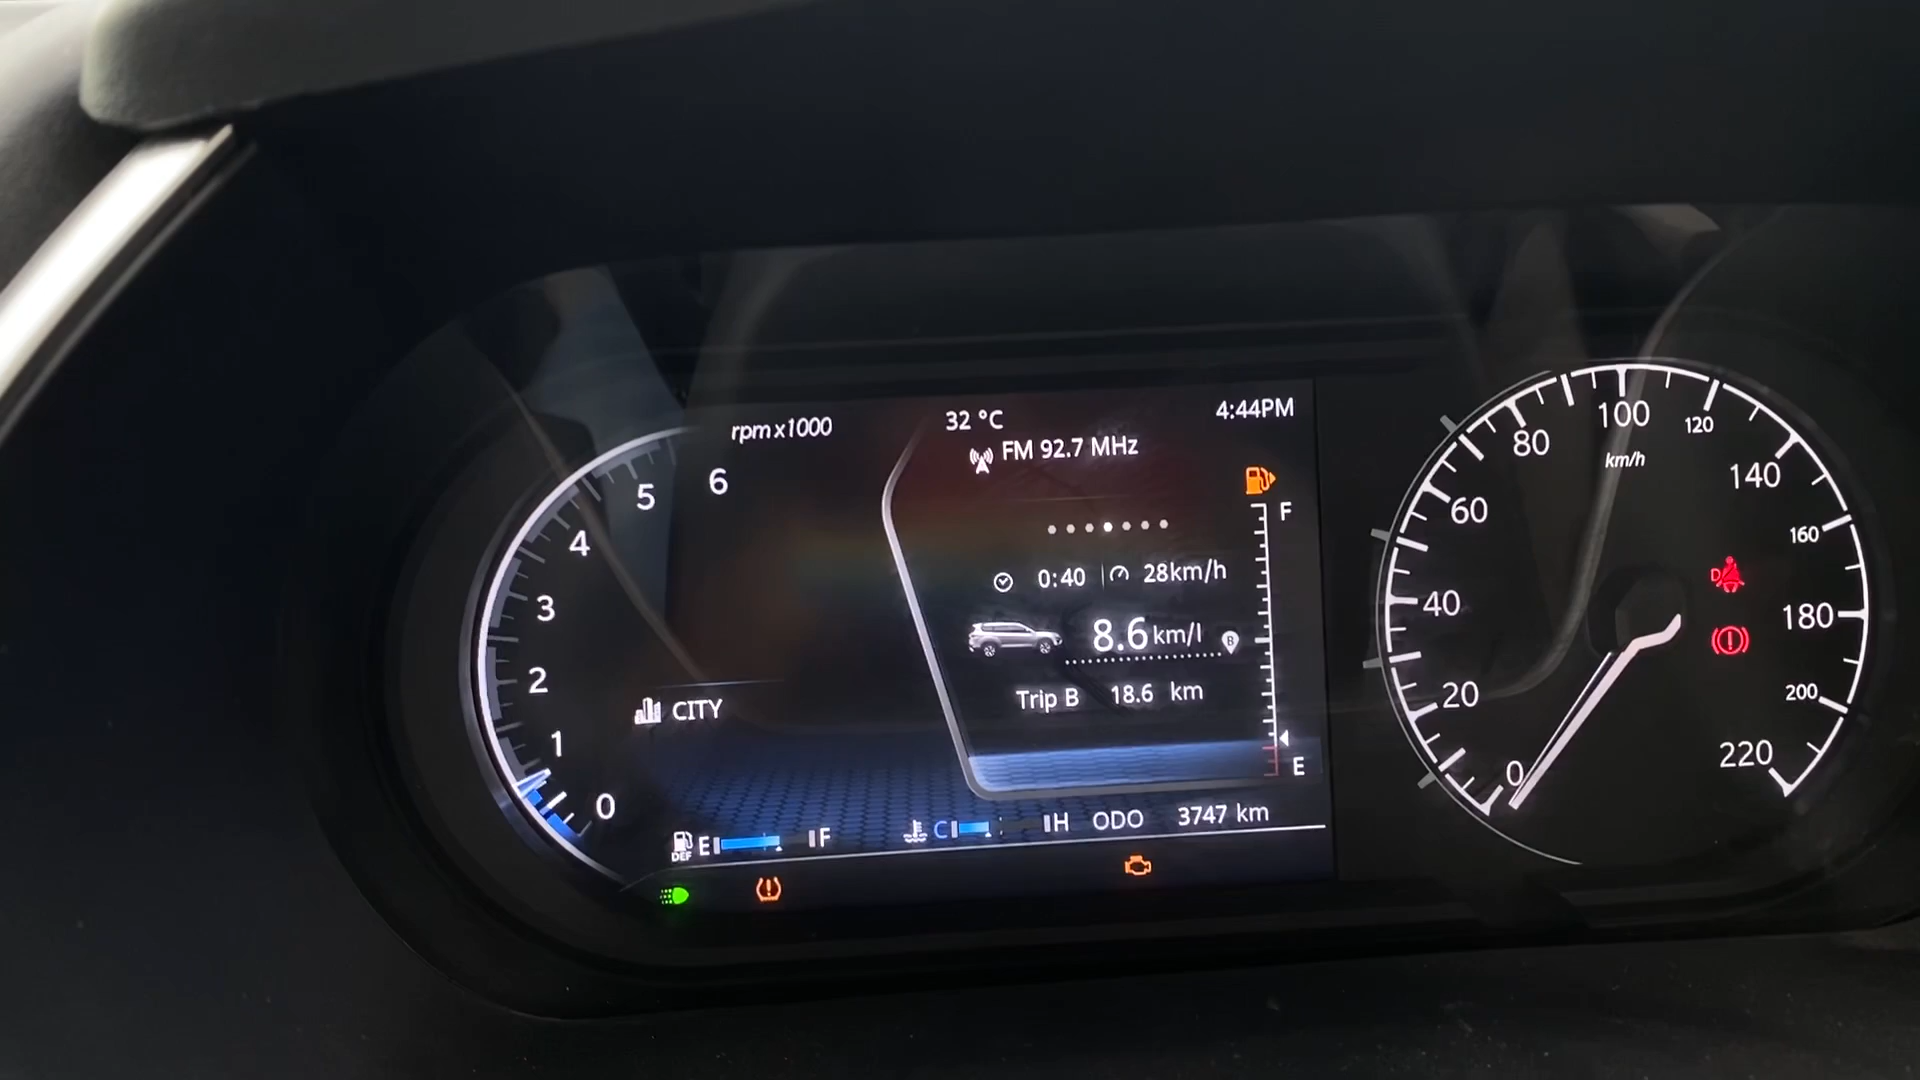 rpm x1000
32 °C
4:44PM
FM 92.7 MHz
6
5
4
3
2
1
0
F
0:40
28km/h
8.6 km/l
B
Trip B 18.6 km
CITY
E
DEF
E F
C H
ODO 3747 km
0
20
40
60
80
100
120
140
160
180
200
220
km/h
D